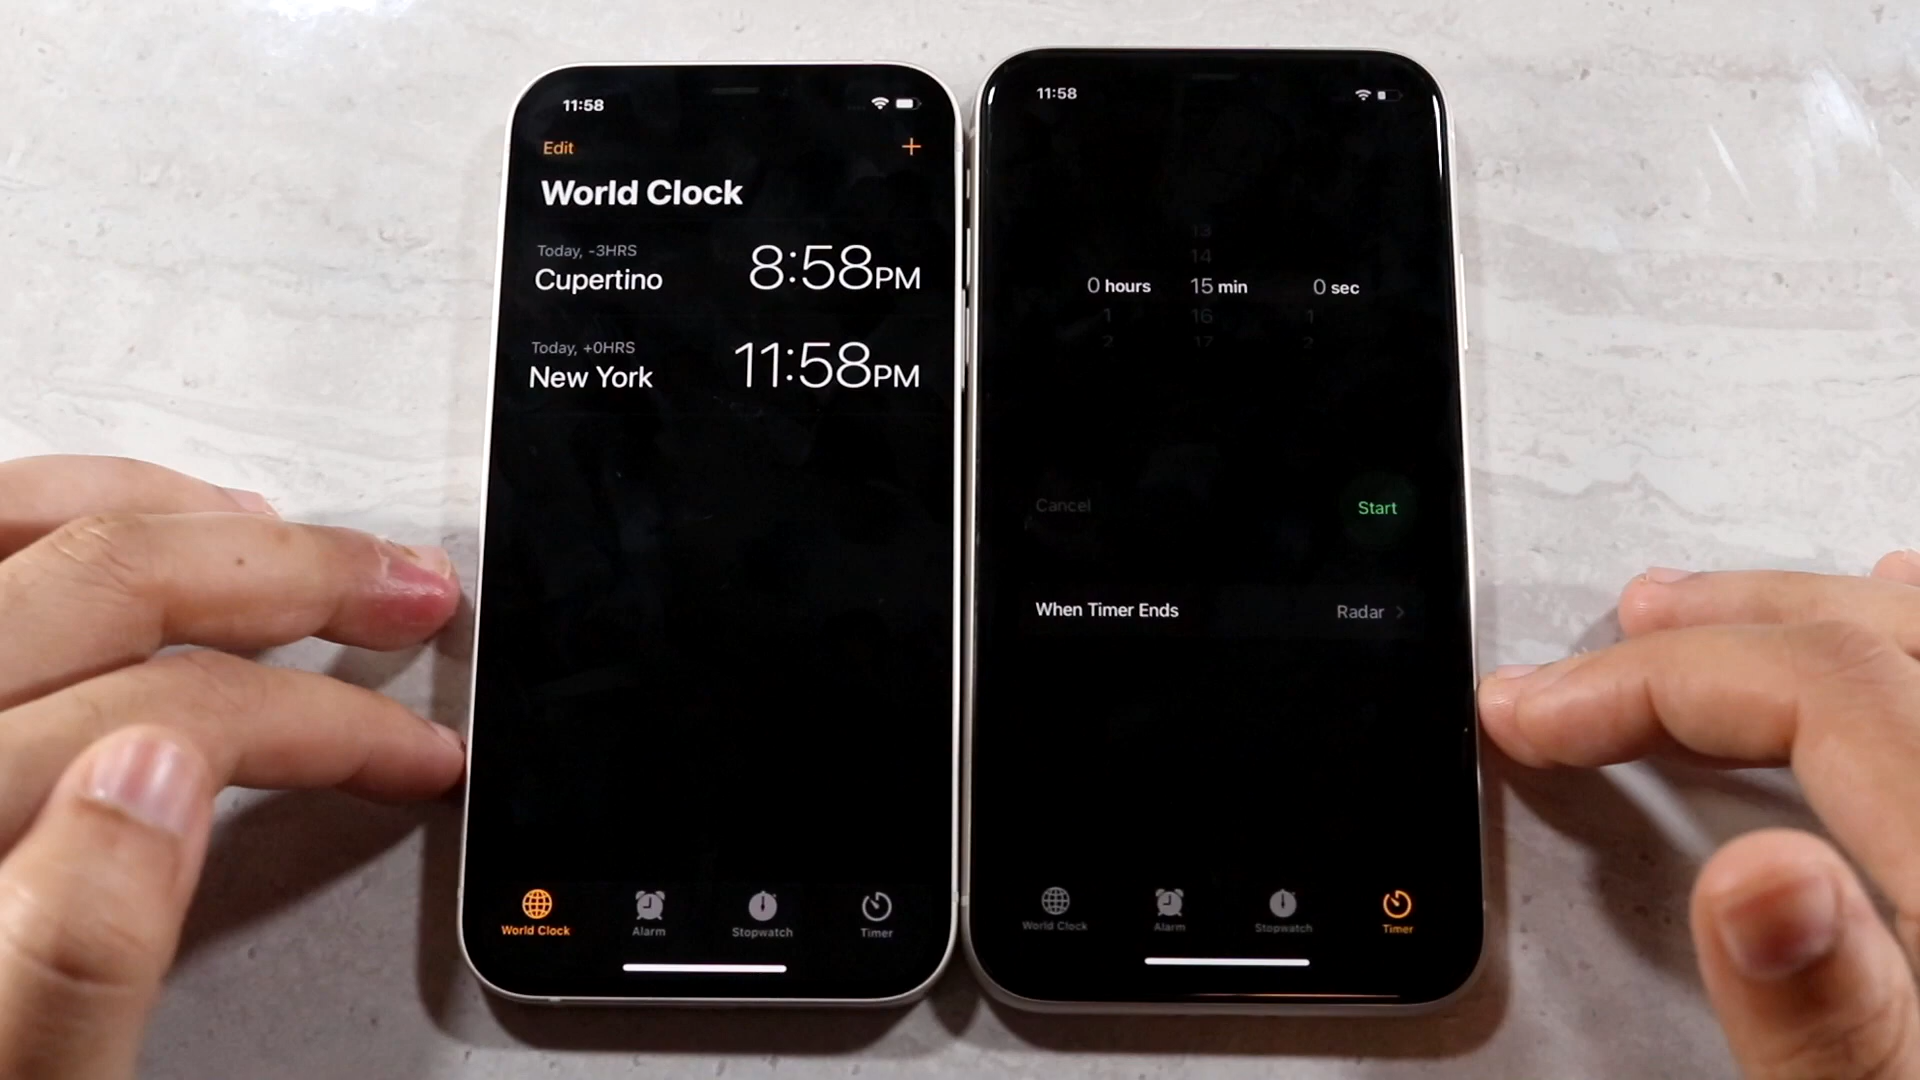 11:58
Edit
+
World Clock
Today, -3HRS
Cupertino
8:58PM
Today, +0HRS
New York
11:58PM
World Clock
Alarm
Stopwatch
Timer
11:58
13
14
0 hours 15 min 0 sec
1 16 1
2 17 2
Cancel
Start
When Timer Ends
Radar >
World Clock
Alarm
Stopwatch
Timer